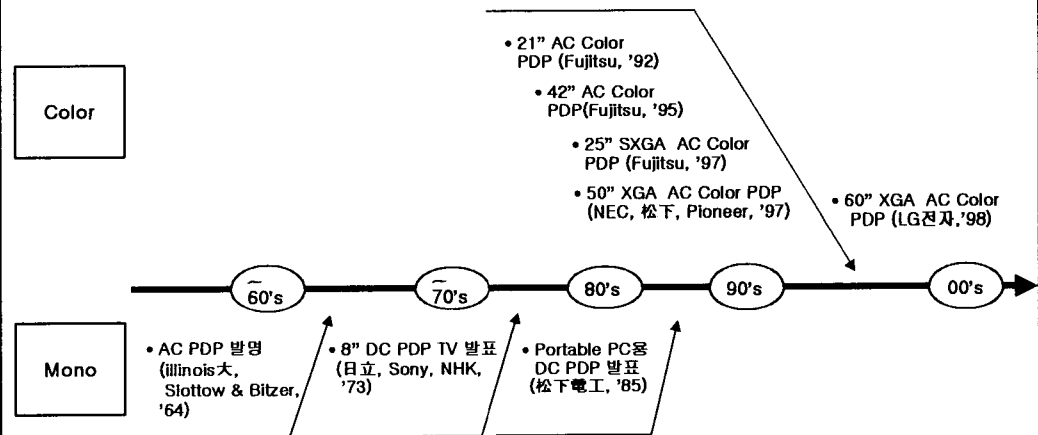 • 21” AC Color
PDP (Fujitsu, ’92)
Color
• 42” AC Color
PDP(Fujitsu, ’95)
• 25” SXGA AC Color
PDP (Fujitsu, ’97)
• 50” XGA AC Color PDP
(NEC, 松下, Pioneer, ’97)
• 60” XGA AC Color
PDP (LG전자,’98)
~60's
~70's
80's
90's
00's
Mono
• AC PDP 발명
(illinois大,
Slottow & Bitzer,
’64)
• 8” DC PDP TV 발표
(日立, Sony, NHK,
’73)
• Portable PC용
DC PDP 발표
(松下電工, ’85)